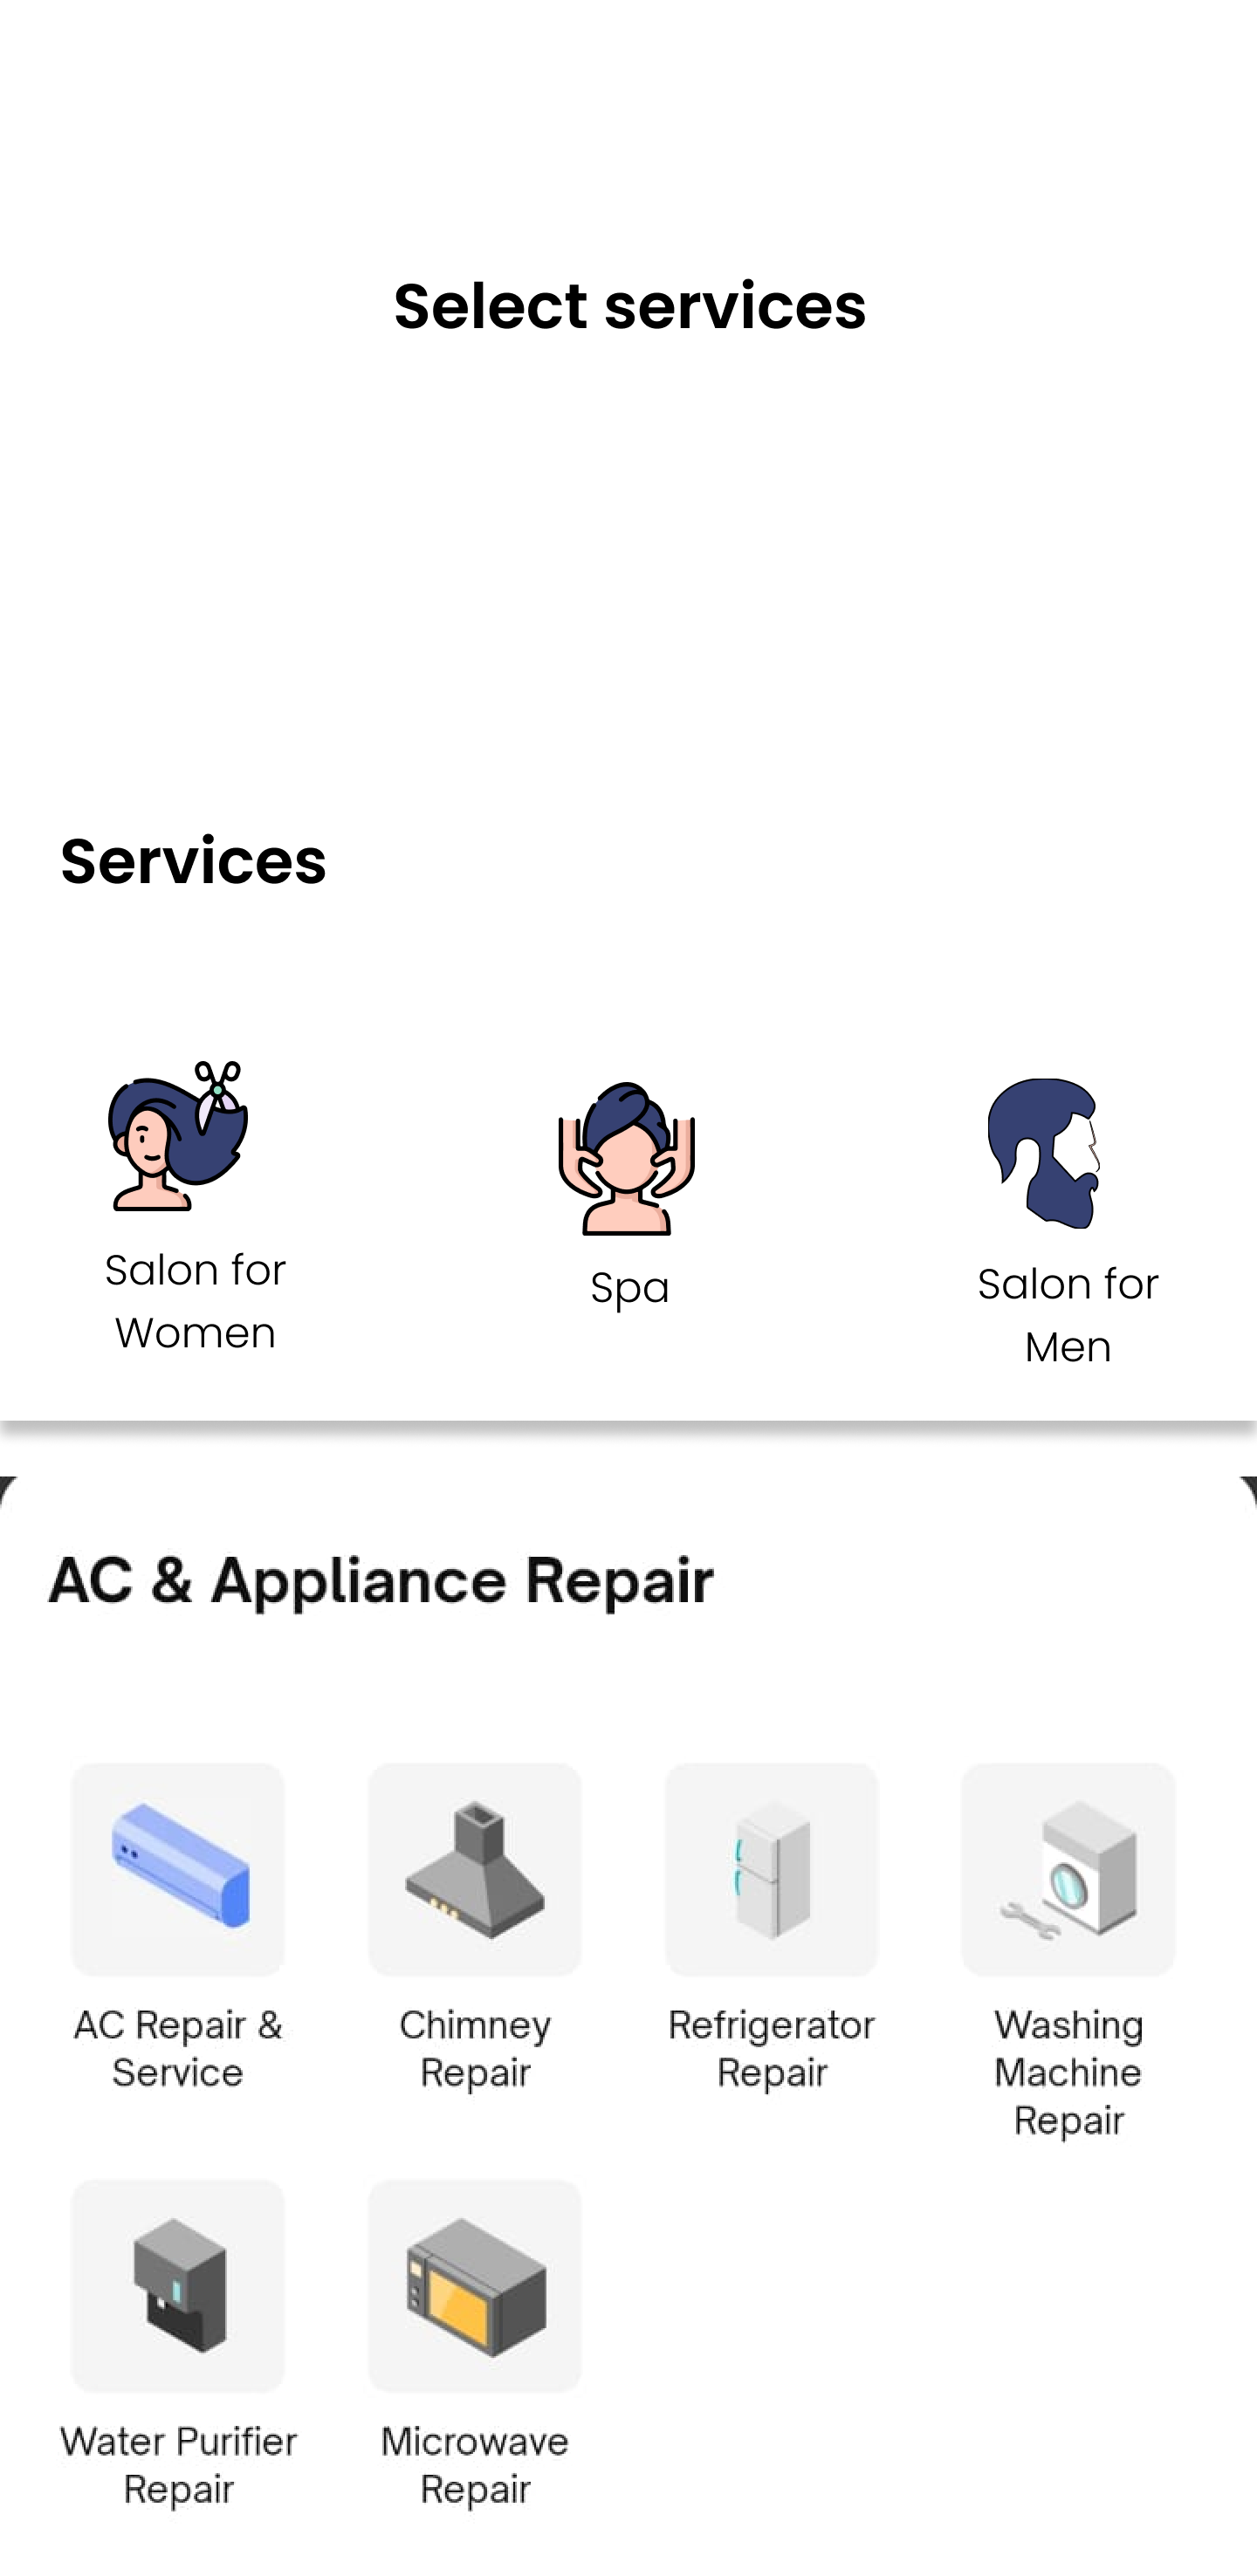 Select services
Services
Salon for
Women
Spa
Salon for
Men
AC & Appliance Repair
AC Repair &
Service
Chimney
Repair
Refrigerator
Repair
Washing
Machine
Repair
Water Purifier
Repair
Microwave
Repair